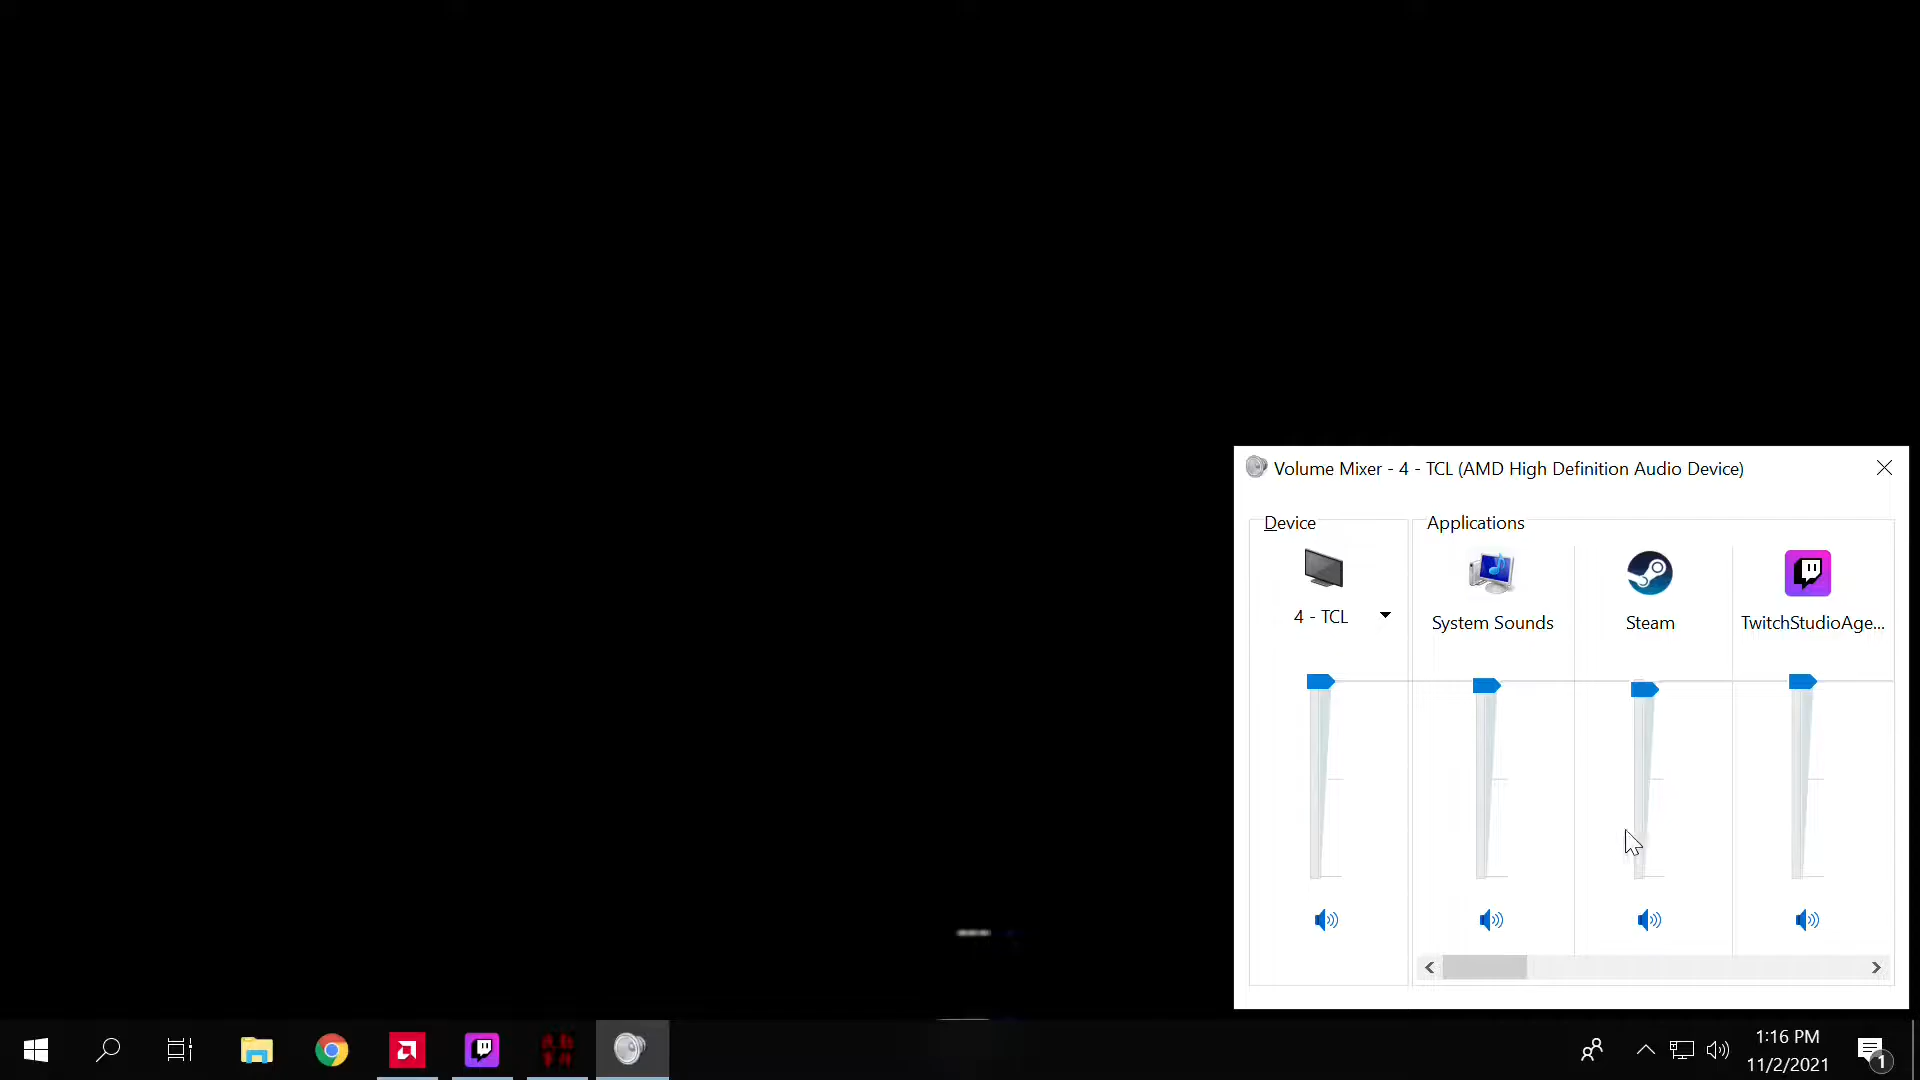 Volume Mixer - 4 - TCL (AMD High Definition Audio Device)
Device
Applications
4 - TCL
System Sounds
Steam
TwitchStudioAge...
1:16 PM
11/2/2021
1